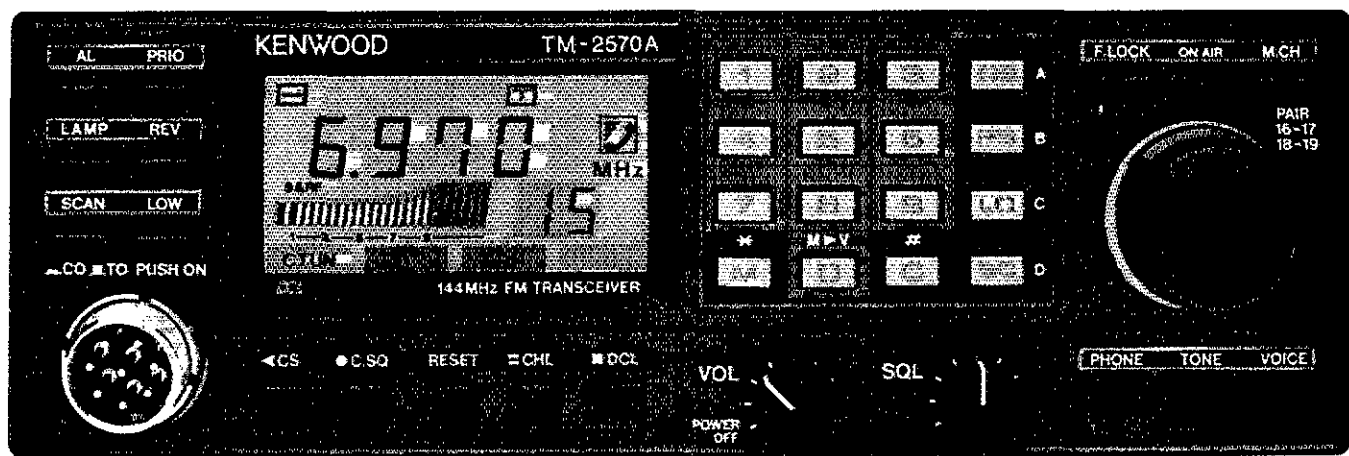 AL PRIO
LAMP REV
SCAN LOW
CO TO PUSH ON
KENWOOD TM-2570A
6.970
MHz
15
C.TUN
DCL 144MHz FM TRANSCEIVER
◄CS ●C.SQ RESET CHL ■DCL
A
B
C
* M►V #
D
VOL
POWER
OFF
SQL
F.LOCK ON AIR M.CH
PAIR
16-17
18-19
PHONE TONE VOICE